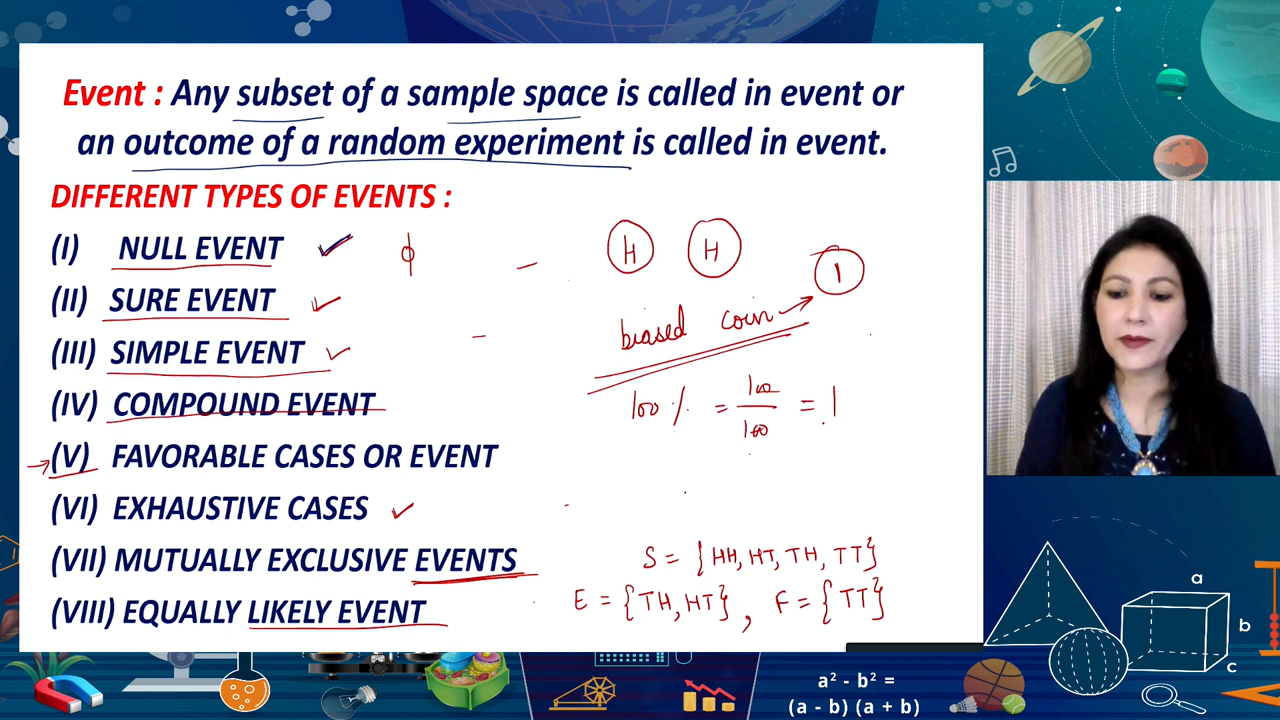 Event : Any subset of a sample space is called in event or
an outcome of a random experiment is called in event.
DIFFERENT TYPES OF EVENTS :
(I) NULL EVENT ϕ
H H
(II) SURE EVENT
1
biased coin
(III) SIMPLE EVENT
(IV) COMPOUND EVENT
100 % = 100/100 = 1
(V) FAVORABLE CASES OR EVENT
(VI) EXHAUSTIVE CASES
(VII) MUTUALLY EXCLUSIVE EVENTS
S = {HH, HT, TH, TT}
(VIII) EQUALLY LIKELY EVENT
E = {TH, HT}, F = {TT}
a
b
c
a² - b² =
(a - b) (a + b)